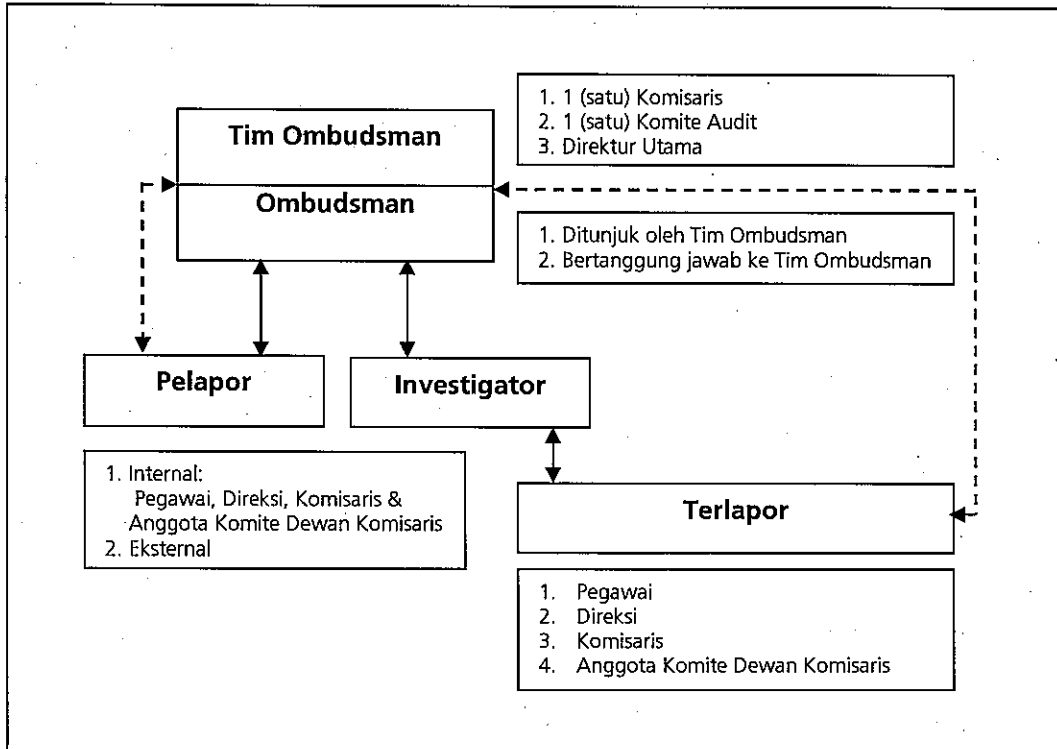 1. 1 (satu) Komisaris
2. 1 (satu) Komite Audit
3. Direktur Utama
Tim Ombudsman
Ombudsman
1. Ditunjuk oleh Tim Ombudsman
2. Bertanggung jawab ke Tim Ombudsman
Pelapor
Investigator
1. Internal:
Pegawai, Direksi, Komisaris &
Anggota Komite Dewan Komisaris
2. Eksternal
Terlapor
1. Pegawai
2. Direksi
3. Komisaris
4. Anggota Komite Dewan Komisaris